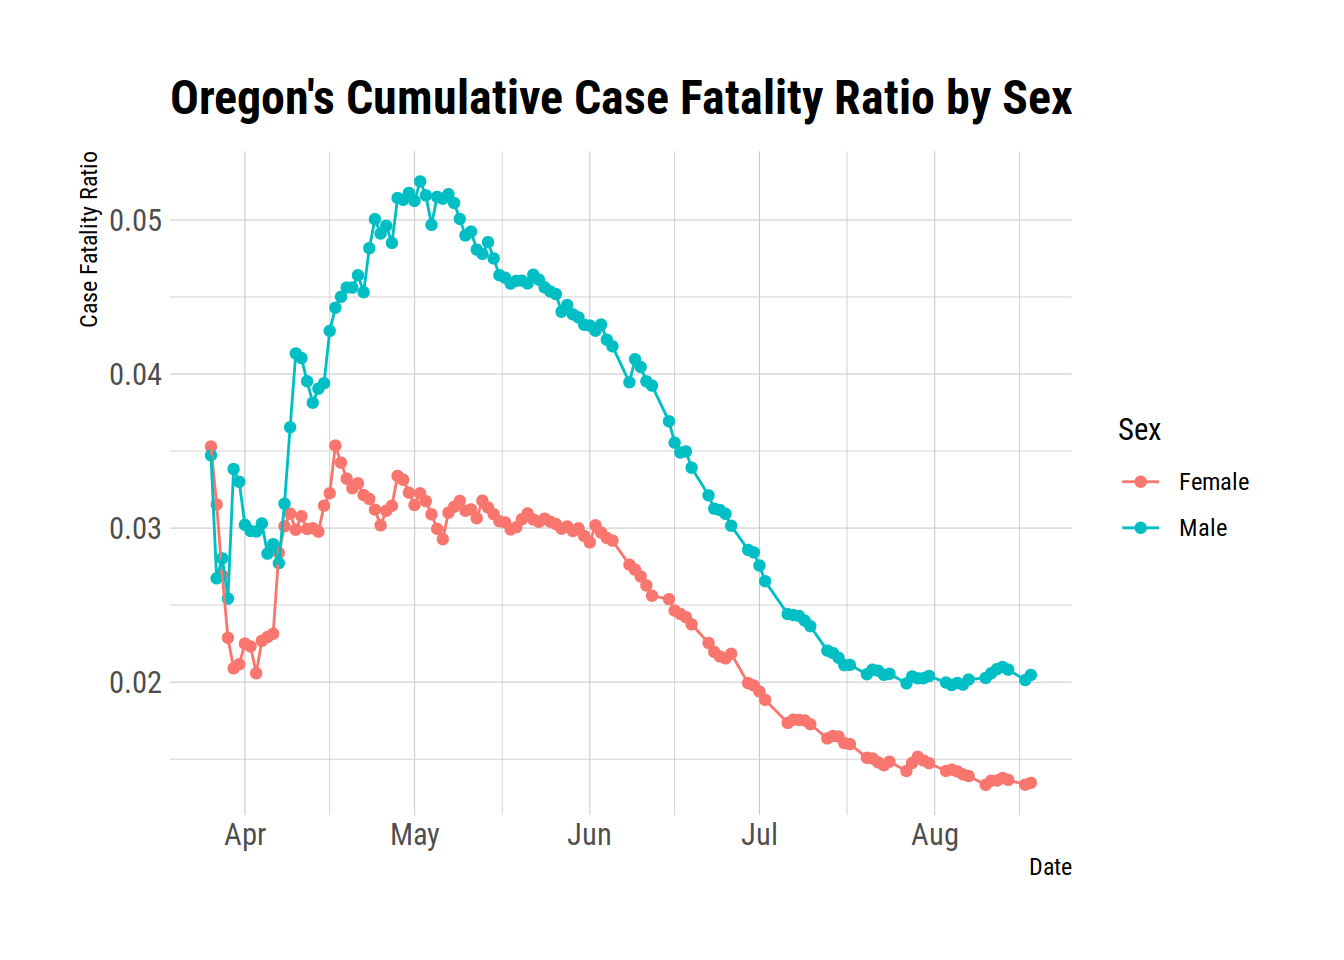 Oregon's Cumulative Case Fatality Ratio by Sex
Case Fatality Ratio
0.05
0.04
0.03
0.02
Apr
May
Jun
Jul
Aug
Date
Sex
Female
Male